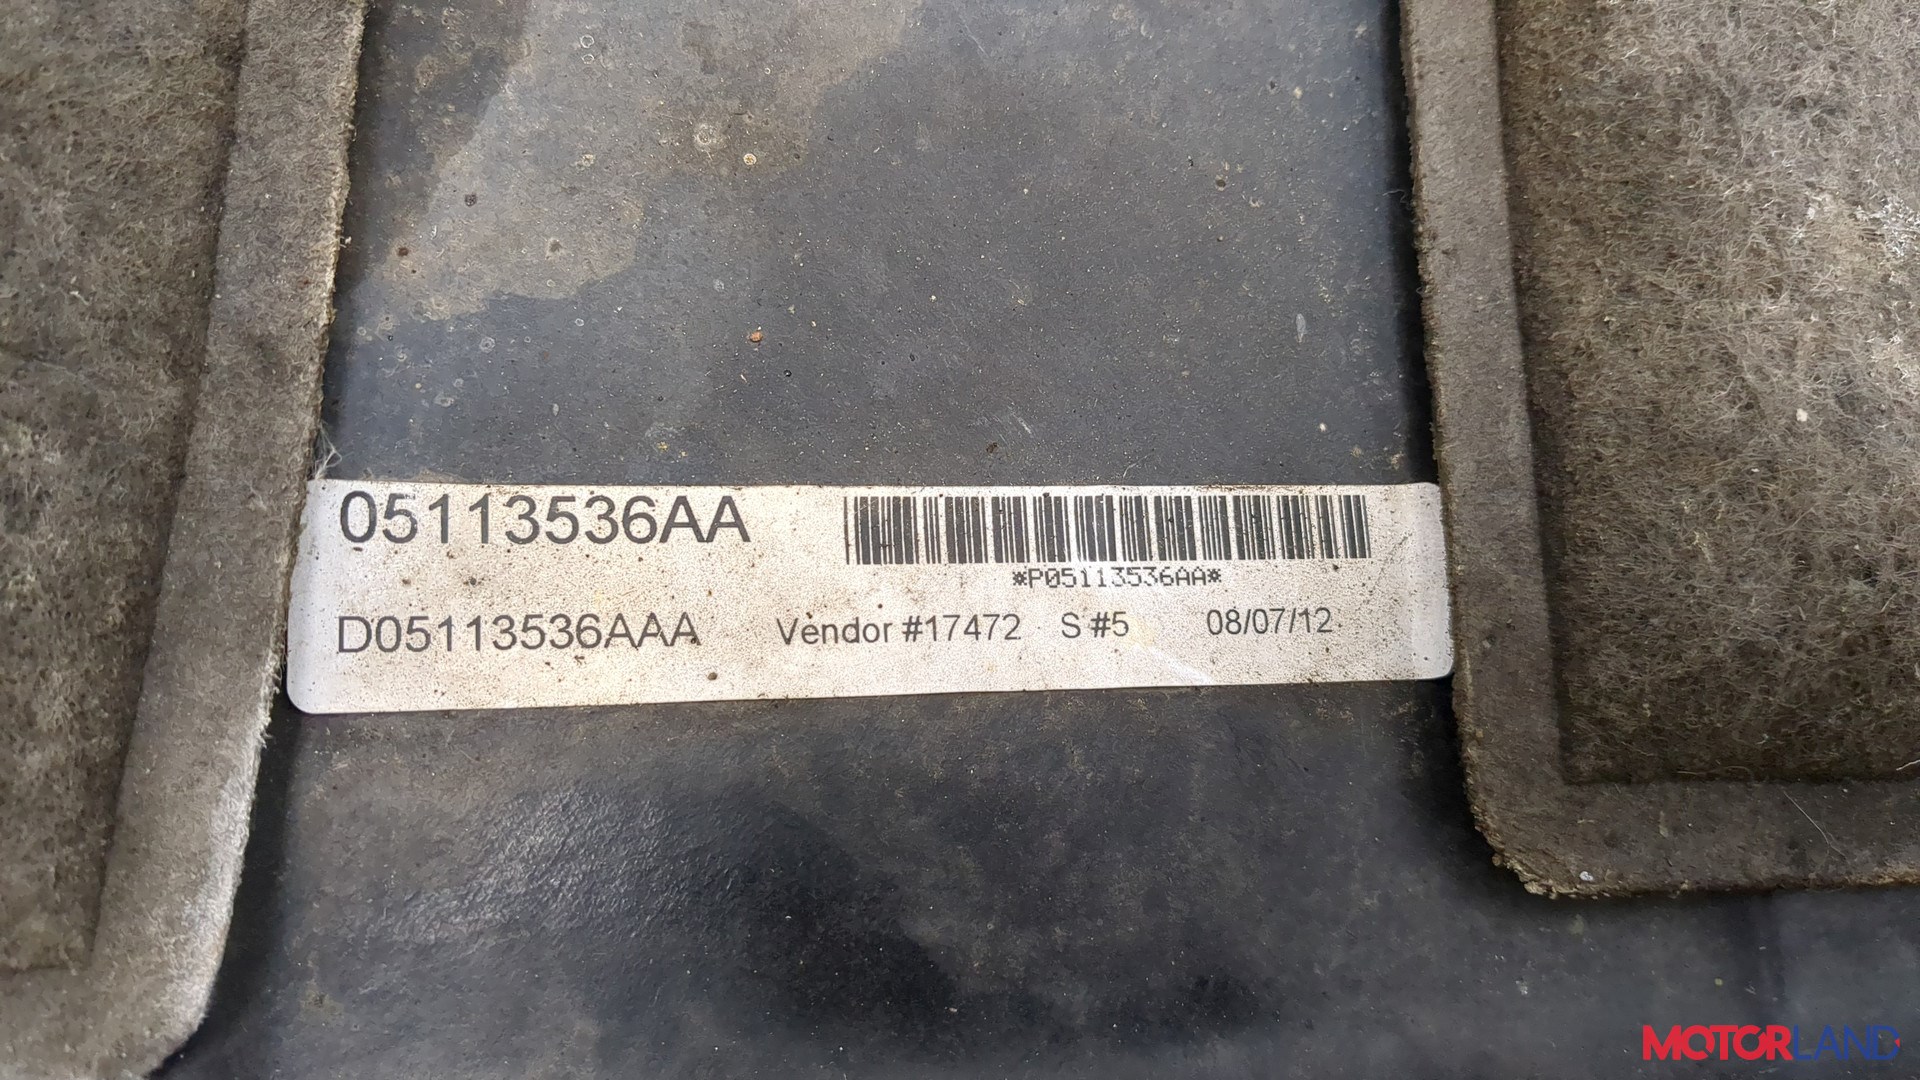 05113536AA
*P05113536AA*
D05113536AAA Vendor #17472 S #5 08/07/12
MOTORLAND